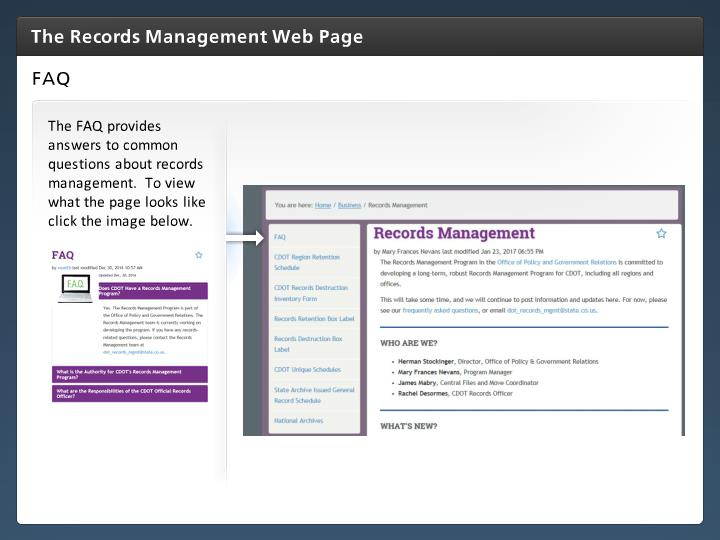 The Records Management Web Page
FAQ
The FAQ provides
answers to common
questions about records
management.  To view
what the page looks like
click the image below.
FAQ
last modified Dec 30, 2014 10:57 AM
Updated Dec. 30, 2014
F.A.Q.
Does CDOT Have a Records Management
Program?
Yes. The Records Management Program is part of
the Office of Policy and Government Relations. The
Records Management team is currently working on
developing the program. If you have any records-
related questions, please contact the Records
Management team at
dot_records_mgmt@state.co.us.
What is the Authority for CDOT's Records Management
Program?
What are the Responsibilities of the CDOT Official Records
Officer?
You are here: Home / Business / Records Management
FAQ
CDOT Region Retention
Schedule
CDOT Records Destruction
Inventory Form
Records Retention Box Label
Records Destruction Box
Label
CDOT Unique Schedules
State Archive Issued General
Record Schedule
National Archives
Records Management
by Mary Frances Nevans last modified Jan 23, 2017 06:55 PM
The Records Management Program in the Office of Policy and Government Relations is committed to
developing a long-term, robust Records Management Program for CDOT, including all regions and
offices.
This will take some time, and we will continue to post information and updates here. For now, please
see our frequently asked questions, or email dot_records_mgmt@state.co.us.
WHO ARE WE?
• Herman Stockinger, Director, Office of Policy & Government Relations
• Mary Frances Nevans, Program Manager
• James Mabry, Central Files and Move Coordinator
• Rachel Desormes, CDOT Records Officer
WHAT'S NEW?